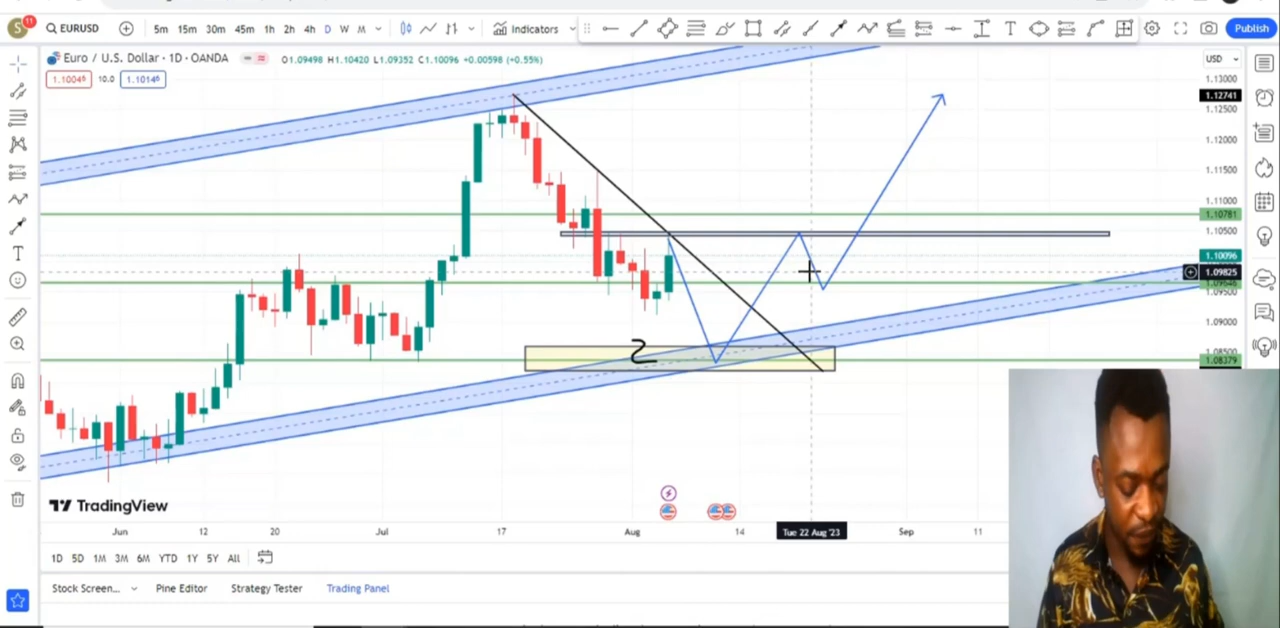 S 11 EURUSD 5m 15m 30m 45m 1h 2h 4h D W M Indicators T Publish
Euro / U.S. Dollar · 1D · OANDA O1.09498 H1.10420 L1.09352 C1.10096 +0.00598 (+0.55%) USD
1.10046 10.0 1.10146
1.13000
1.12741
1.12500
1.12000
1.11500
1.11000
1.10781
1.10500
1.10096
1.09825
1.09500
1.09000
2
1.08379
TradingView
Jun 12 20 Jul 17 Aug 14 Tue 22 Aug '23 Sep 11
1D 5D 1M 3M 6M YTD 1Y 5Y All
Stock Screen... Pine Editor Strategy Tester Trading Panel